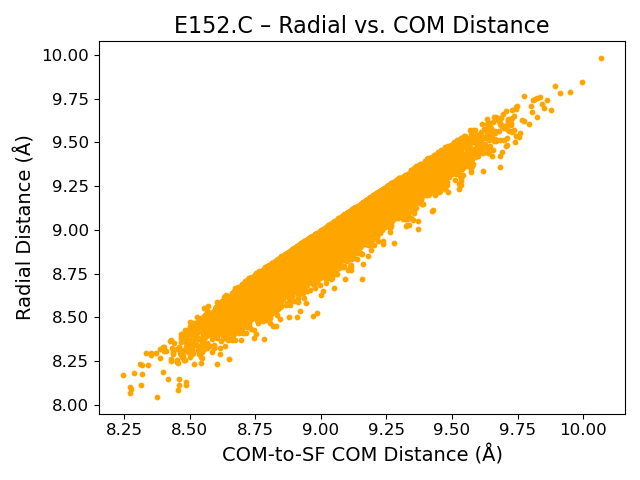 E152.C – Radial vs. COM Distance
10.00
9.75
9.50
9.25
9.00
8.75
8.50
8.25
8.00
Radial Distance (Å)
8.25 8.50 8.75 9.00 9.25 9.50 9.75 10.00
COM-to-SF COM Distance (Å)